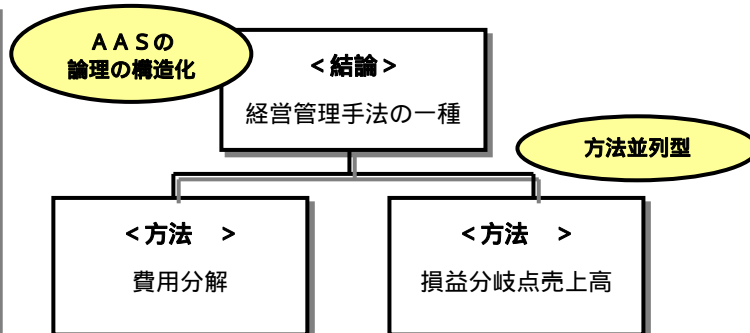 ＡＡＳの
論理の構造化
＜結論＞
経営管理手法の一種
方法並列型
＜方法　＞
費用分解
＜方法　＞
損益分岐点売上高